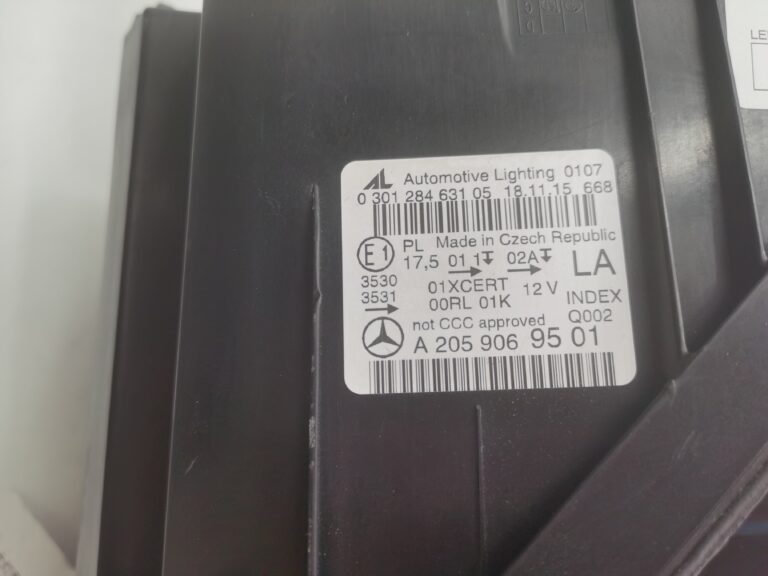 LE
AL Automotive Lighting 0107
0 301 284 631 05 18.11.15 668
E1 PL Made in Czech Republic
17,5 01 1 02A LA
3530 01XCERT 12 V
3531 00RL 01K INDEX
not CCC approved Q002
A 205 906 95 01